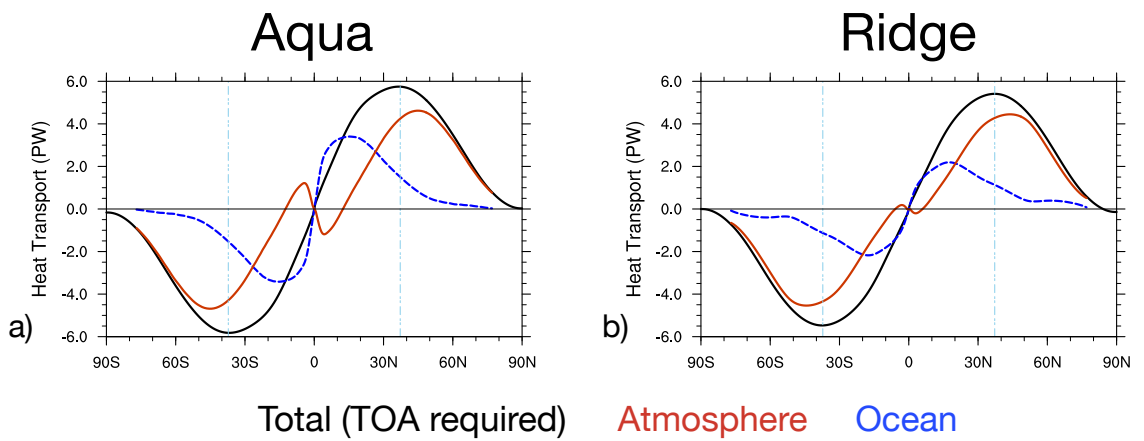 Aqua
Ridge
6.0
4.0
2.0
0.0
-2.0
-4.0
-6.0
Heat Transport (PW)
90S 60S 30S 0 30N 60N 90N
a)
6.0
4.0
2.0
0.0
-2.0
-4.0
-6.0
Heat Transport (PW)
90S 60S 30S 0 30N 60N 90N
b)
Total (TOA required) Atmosphere Ocean